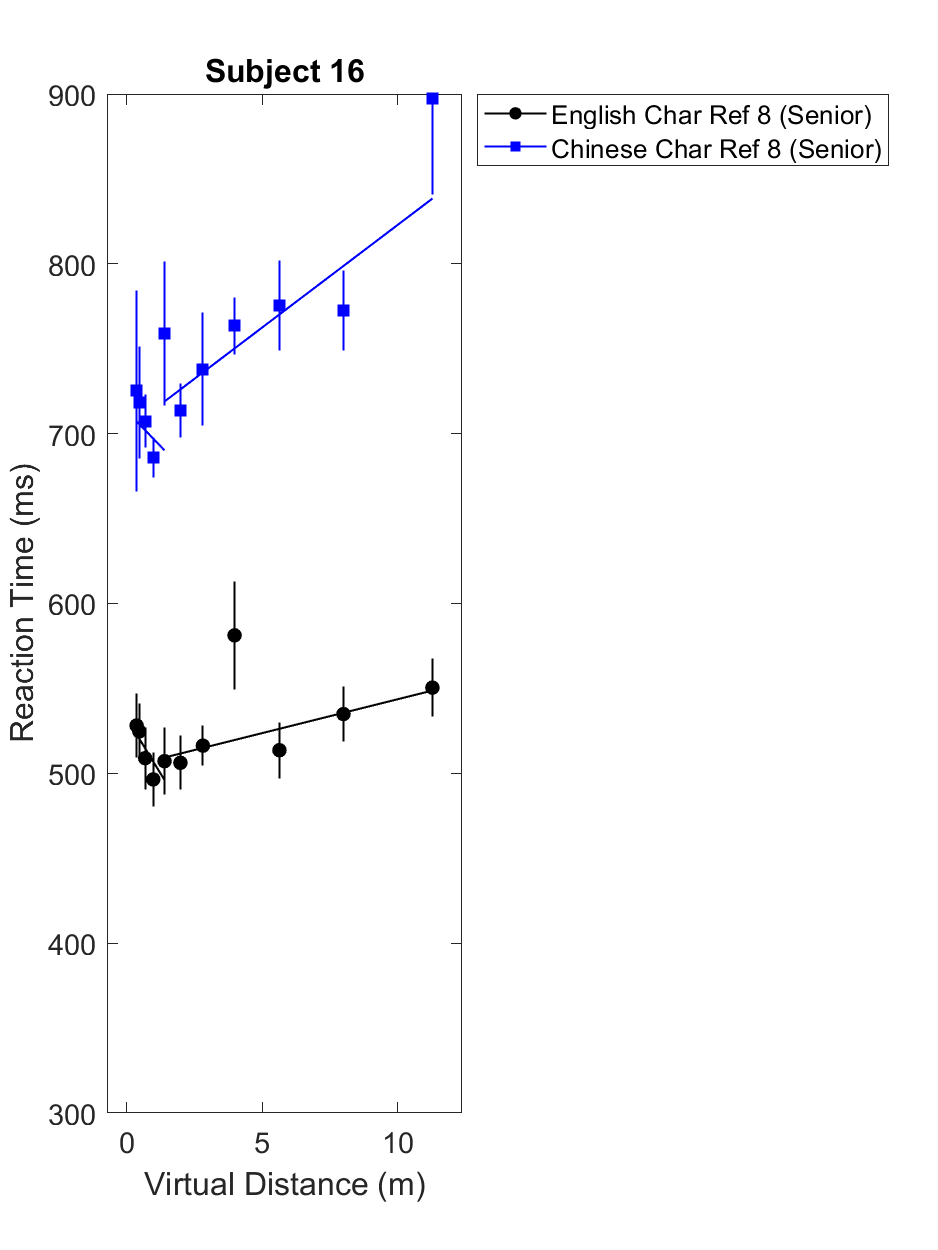 Subject 16
English Char Ref 8 (Senior)
Chinese Char Ref 8 (Senior)
900
800
700
600
500
400
300
Reaction Time (ms)
0 5 10
Virtual Distance (m)